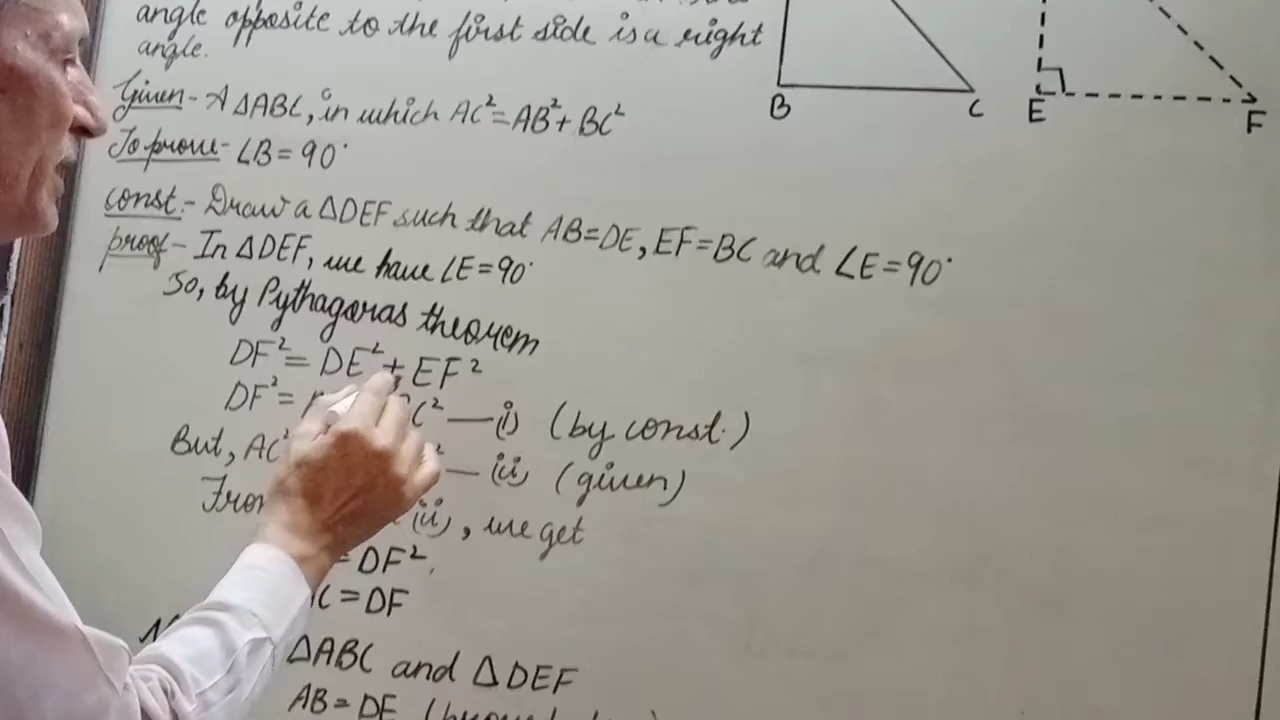 angle opposite to the first side is a right
angle.
B
C
E
F
Given- A ΔABC, in which AC²=AB²+BC²
To prove- ∠B=90°
const.- Draw a ΔDEF such that AB=DE, EF=BC and ∠E=90°
proof- In ΔDEF, we have ∠E=90°
So, by Pythagoras theorem
DF²=DE²+EF²
DF²= C² —(i) (by const.)
But, AC² ² —(ii) (given)
(ii), we get
=DF².
=DF
ΔABC and ΔDEF
AB=DE